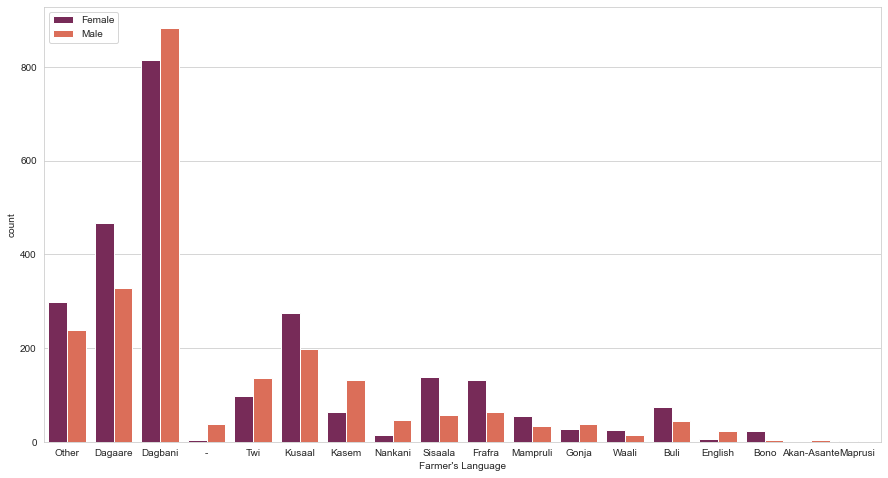 Female
Male
800
600
400
200
0
count
Other Dagaare Dagbani - Twi Kusaal Kasem Nankani Sisaala Frafra Mampruli Gonja Waali Buli English Bono Akan-Asante Maprusi
Farmer's Language